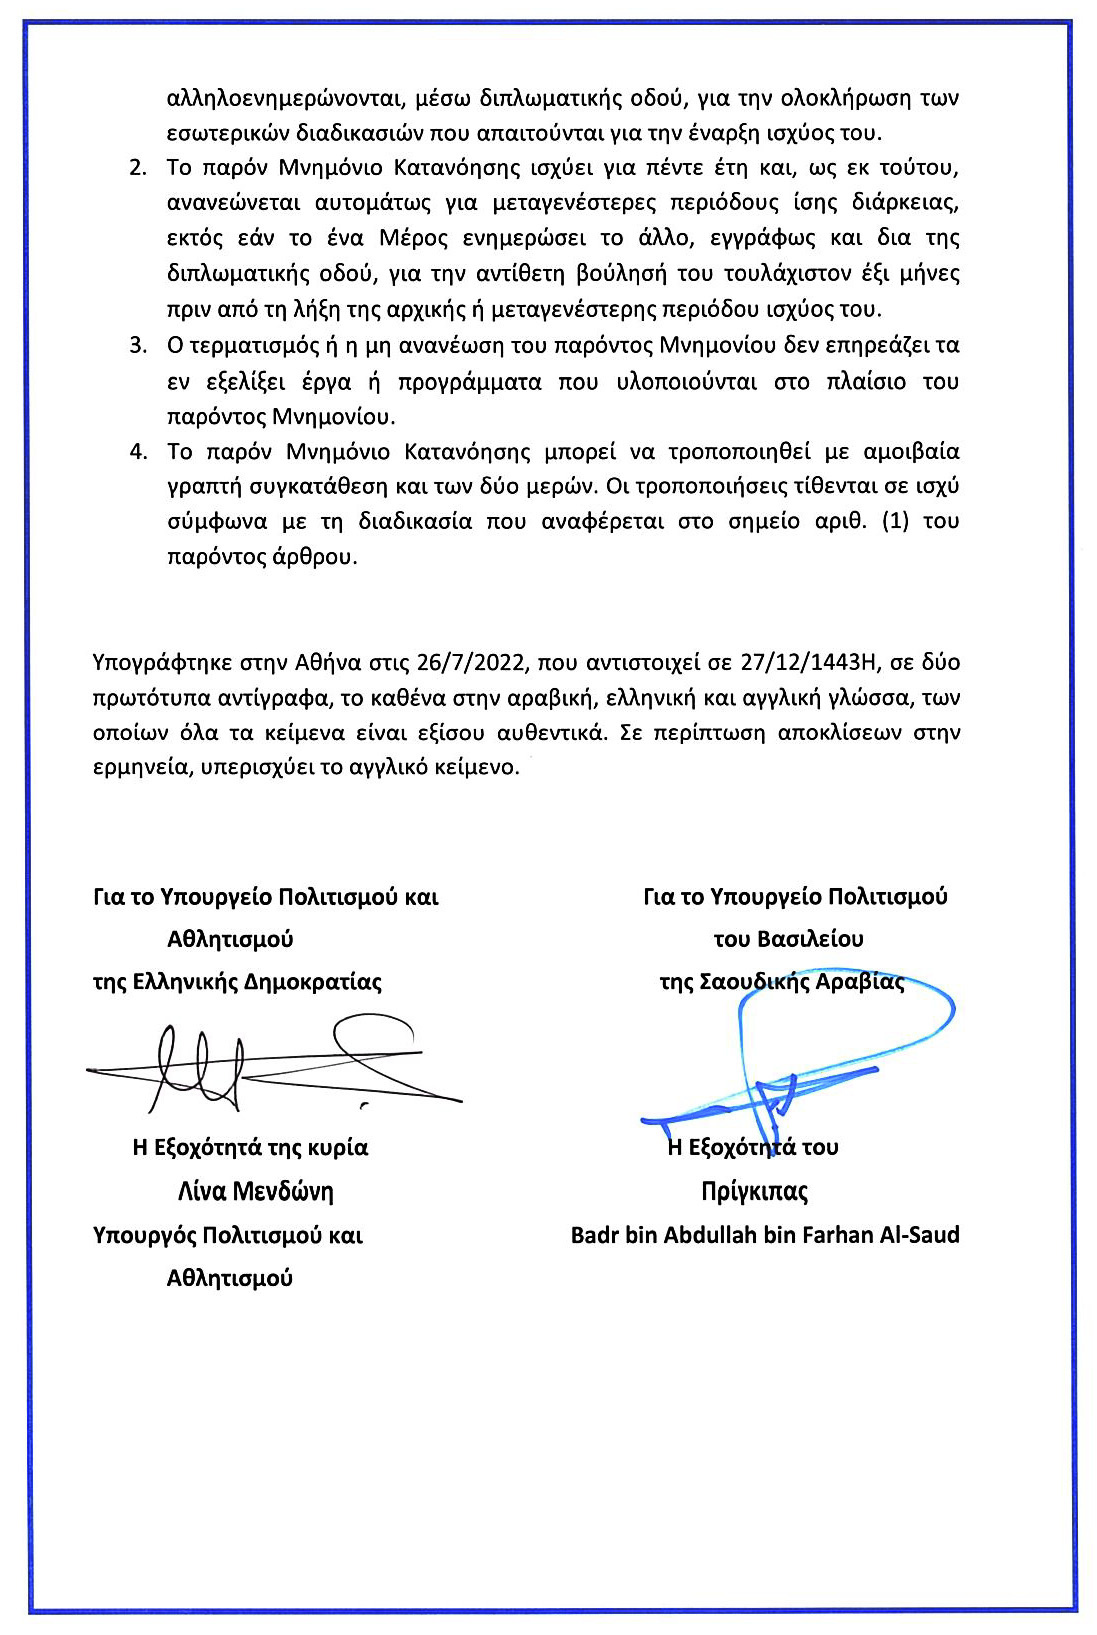 αλληλοενημερώνονται, μέσω διπλωματικής οδού, για την ολοκλήρωση των
εσωτερικών διαδικασιών που απαιτούνται για την έναρξη ισχύος του.
2. Το παρόν Μνημόνιο Κατανόησης ισχύει για πέντε έτη και, ως εκ τούτου,
ανανεώνεται αυτομάτως για μεταγενέστερες περιόδους ίσης διάρκειας,
εκτός εάν το ένα Μέρος ενημερώσει το άλλο, εγγράφως και δια της
διπλωματικής οδού, για την αντίθετη βούλησή του τουλάχιστον έξι μήνες
πριν από τη λήξη της αρχικής ή μεταγενέστερης περιόδου ισχύος του.
3. Ο τερματισμός ή η μη ανανέωση του παρόντος Μνημονίου δεν επηρεάζει τα
εν εξελίξει έργα ή προγράμματα που υλοποιούνται στο πλαίσιο του
παρόντος Μνημονίου.
4. Το παρόν Μνημόνιο Κατανόησης μπορεί να τροποποιηθεί με αμοιβαία
γραπτή συγκατάθεση και των δύο μερών. Οι τροποποιήσεις τίθενται σε ισχύ
σύμφωνα με τη διαδικασία που αναφέρεται στο σημείο αριθ. (1) του
παρόντος άρθρου.
Υπογράφτηκε στην Αθήνα στις 26/7/2022, που αντιστοιχεί σε 27/12/1443H, σε δύο
πρωτότυπα αντίγραφα, το καθένα στην αραβική, ελληνική και αγγλική γλώσσα, των
οποίων όλα τα κείμενα είναι εξίσου αυθεντικά. Σε περίπτωση αποκλίσεων στην
ερμηνεία, υπερισχύει το αγγλικό κείμενο.
Για το Υπουργείο Πολιτισμού και
Αθλητισμού
της Ελληνικής Δημοκρατίας
Η Εξοχότητά της κυρία
Λίνα Μενδώνη
Υπουργός Πολιτισμού και
Αθλητισμού
Για το Υπουργείο Πολιτισμού
του Βασιλείου
της Σαουδικής Αραβίας
Η Εξοχότητά του
Πρίγκιπας
Badr bin Abdullah bin Farhan Al-Saud